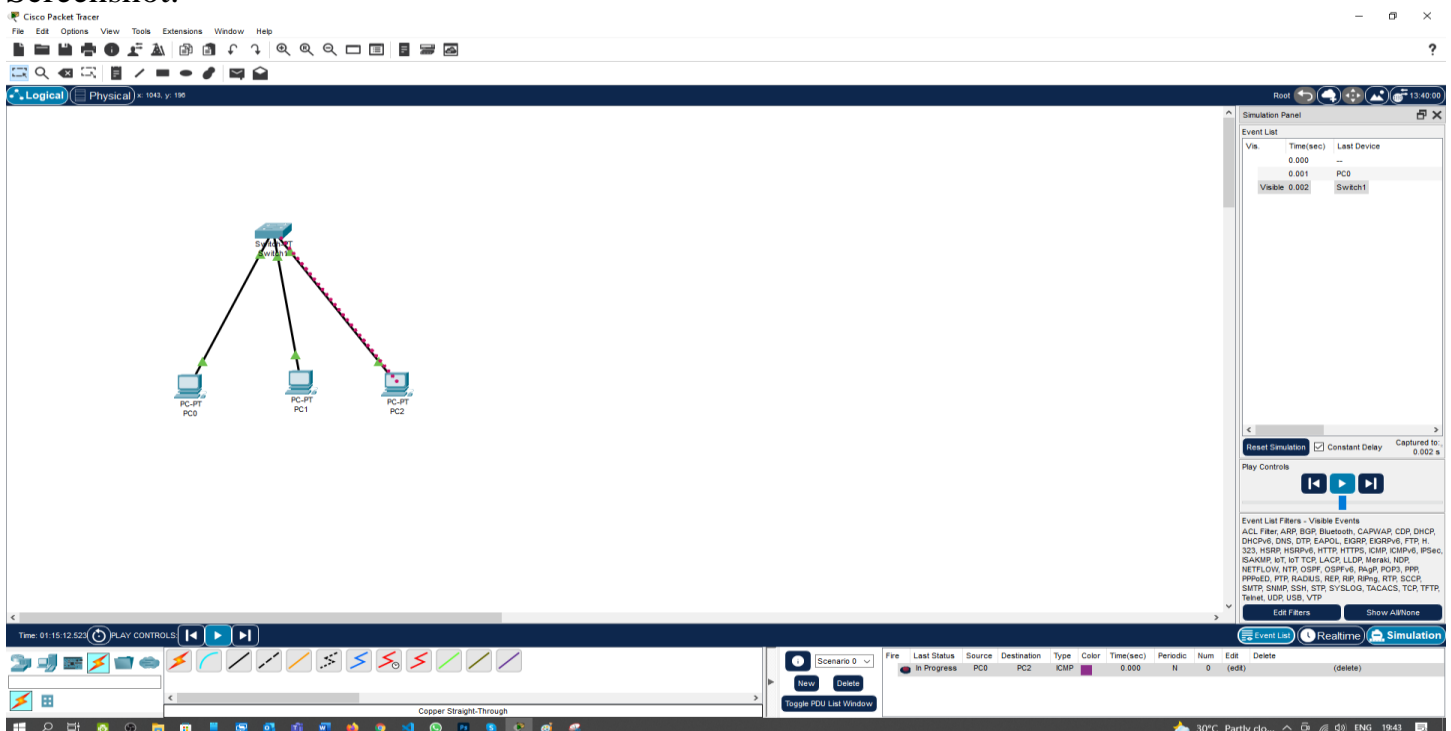 Screenshot:
Cisco Packet Tracer
File Edit Options View Tools Extensions Window Help
?
Logical Physical x: 1043, y: 196
Root 13:40:00
Simulation Panel
Event List
Vis. Time(sec) Last Device
0.000 --
0.001 PC0
Visible 0.002 Switch1
Switch-PT
Switch1
PC-PT
PC0
PC-PT
PC1
PC-PT
PC2
Reset Simulation Constant Delay Captured to:
0.002 s
Play Controls
Event List Filters - Visible Events
ACL Filter, ARP, BGP, Bluetooth, CAPWAP, CDP, DHCP,
DHCPv6, DNS, DTP, EAPOL, EIGRP, EIGRPv6, FTP, H.
323, HSRP, HSRPv6, HTTP, HTTPS, ICMP, ICMPv6, IPSec,
ISAKMP, IoT, IoT TCP, LACP, LLDP, Meraki, NDP,
NETFLOW, NTP, OSPF, OSPFv6, PAgP, POP3, PPP,
PPPoED, PTP, RADIUS, REP, RIP, RIPng, RTP, SCCP,
SMTP, SNMP, SSH, STP, SYSLOG, TACACS, TCP, TFTP,
Telnet, UDP, USB, VTP
Edit Filters Show All/None
Time: 01:15:12.523 PLAY CONTROLS:
Event List Realtime Simulation
Scenario 0
New Delete
Toggle PDU List Window
Fire Last Status Source Destination Type Color Time(sec) Periodic Num Edit Delete
In Progress PC0 PC2 ICMP 0.000 N 0 (edit) (delete)
Copper Straight-Through
30°C Partly clo... ENG 19:43